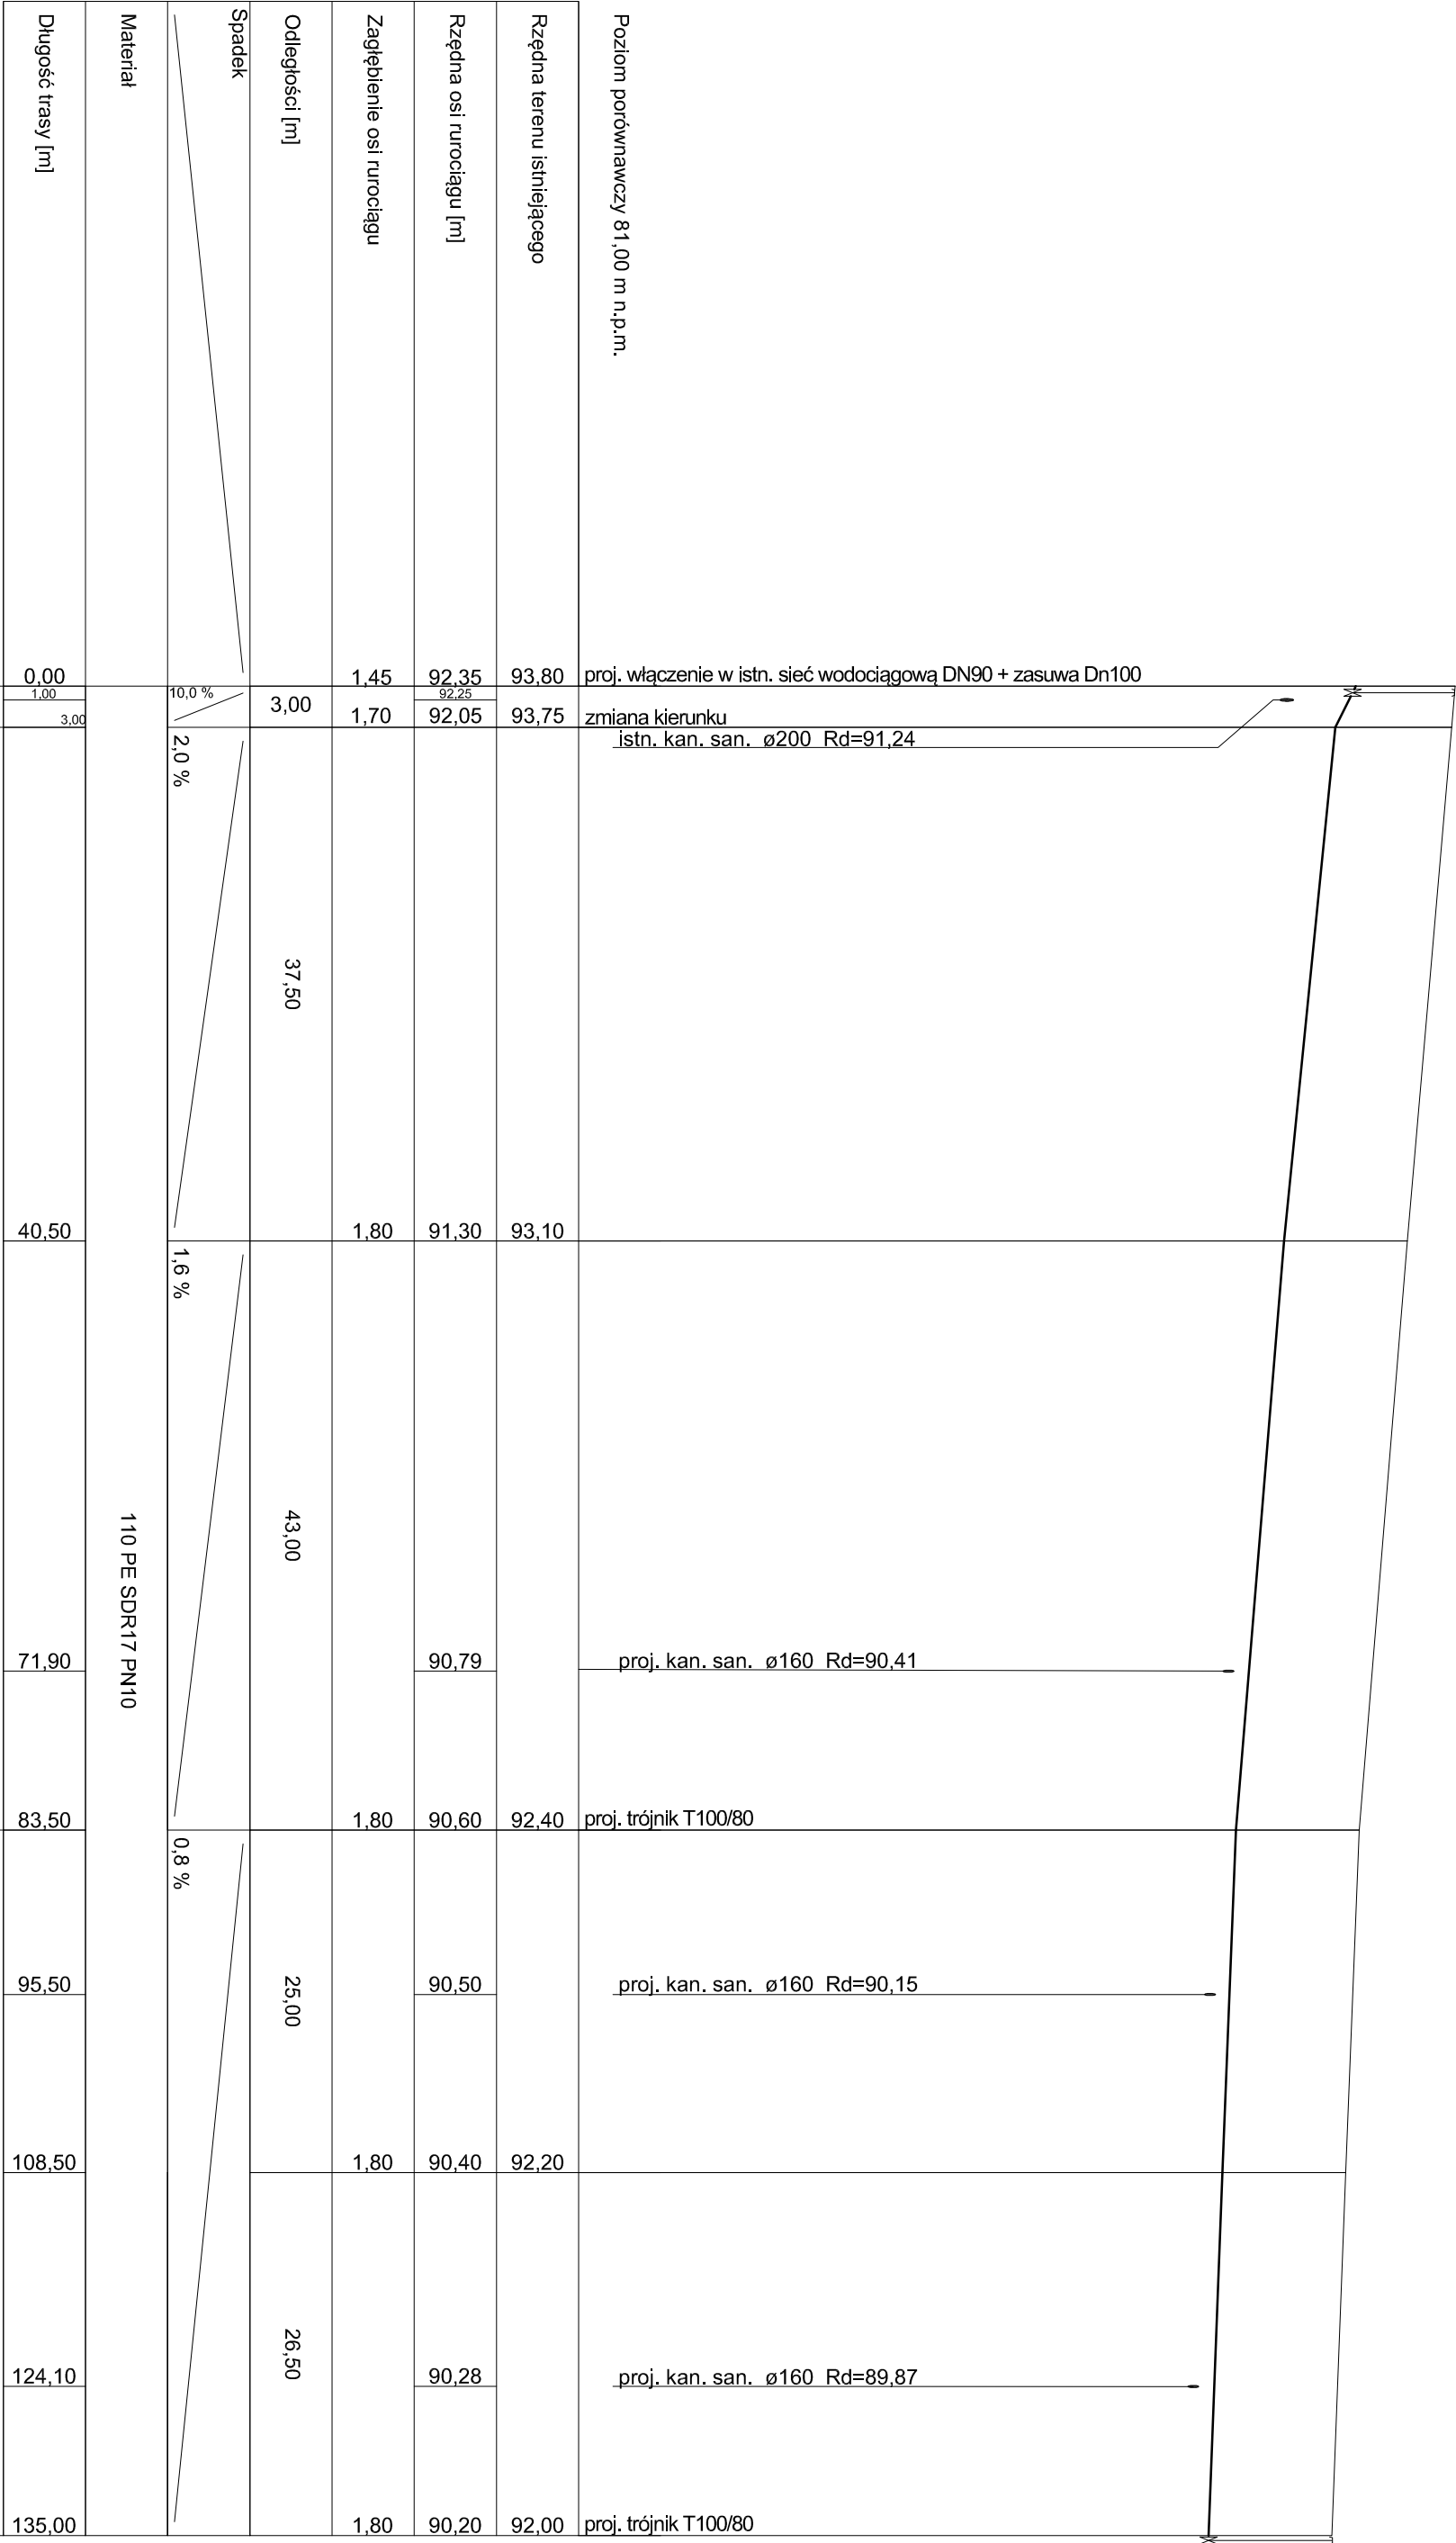 Poziom porównawczy 81,00 m n.p.m.
Rzędna terenu istniejącego
Rzędna osi rurociągu [m]
Zagłębienie osi rurociągu
Odległości [m]
Spadek
Materiał
Długość trasy [m]
0,00
1,45
92,35
93,80
proj. włączenie w istn. sieć wodociągową DN90 + zasuwa Dn100
1,00
10,0 %
3,00
92,25
3,00
1,70
92,05
93,75
zmiana kierunku
istn. kan. san. ø200 Rd=91,24
2,0 %
37,50
40,50
1,80
91,30
93,10
1,6 %
43,00
110 PE SDR17 PN10
71,90
90,79
proj. kan. san. ø160 Rd=90,41
83,50
1,80
90,60
92,40
proj. trójnik T100/80
0,8 %
95,50
25,00
90,50
proj. kan. san. ø160 Rd=90,15
108,50
1,80
90,40
92,20
26,50
124,10
90,28
proj. kan. san. ø160 Rd=89,87
135,00
1,80
90,20
92,00
proj. trójnik T100/80